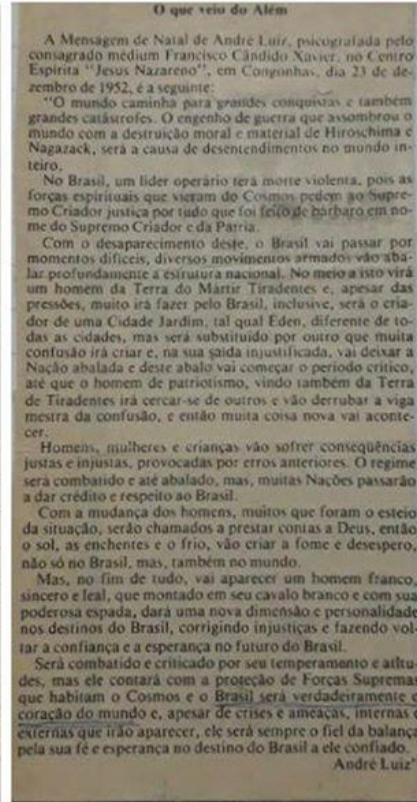 O que veio do Além
A Mensagem de Natal de André Luiz, psicografada pelo
consagrado médium Francisco Cândido Xavier, no Centro
Espírita "Jesus Nazareno", em Congonhas, dia 23 de de-
zembro de 1952, é a seguinte:
"O mundo caminha para grandes conquistas e também
grandes catástrofes. O engenho de guerra que assombrou o
mundo com a destruição moral e material de Hiroschima e
Nagazack, será a causa de desentendimentos no mundo in-
teiro.
No Brasil, um líder operário terá morte violenta, pois as
forças espirituais que vieram do Cosmos pedem ao Supre-
mo Criador justiça por tudo que foi feito de bárbaro em no-
me do Supremo Criador e da Pátria.
Com o desaparecimento deste, o Brasil vai passar por
momentos difíceis, diversos movimentos armados vão aba-
lar profundamente a estrutura nacional. No meio a isto virá
um homem da Terra do Mártir Tiradentes e, apesar das
pressões, muito irá fazer pelo Brasil, inclusive, será o cria-
dor de uma Cidade Jardim, tal qual Eden, diferente de to-
das as cidades, mas será substituído por outro que muita
confusão irá criar e, na sua saída injustificada, vai deixar a
Nação abalada e deste abalo vai começar o período crítico,
até que o homem de patriotismo, vindo também da Terra
de Tiradentes irá cercar-se de outros e vão derrubar a viga
mestra da confusão, e então muita coisa nova vai aconte-
cer.
Homens, mulheres e crianças vão sofrer conseqüências
justas e injustas, provocadas por erros anteriores. O regime
será combatido e até abalado, mas, muitas Nações passarão
a dar crédito e respeito ao Brasil.
Com a mudança dos homens, muitos que foram o esteio
da situação, serão chamados a prestar contas a Deus, então
o sol, as enchentes e o frio, vão criar a fome e desespero,
não só no Brasil, mas, também no mundo.
Mas, no fim de tudo, vai aparecer um homem franco,
sincero e leal, que montado em seu cavalo branco e com sua
poderosa espada, dará uma nova dimensão e personalidade
nos destinos do Brasil, corrigindo injustiças e fazendo vol-
tar a confiança e a esperança no futuro do Brasil.
Será combatido e criticado por seu temperamento e atitu-
des, mas ele contará com a proteção de Forças Supremas
que habitam o Cosmos e o Brasil será verdadeiramente o
coração do mundo e, apesar de crises e ameaças, internas e
externas que irão aparecer, ele será sempre o fiel da balança
pela sua fé e esperança no destino do Brasil a ele confiado.
André Luiz"